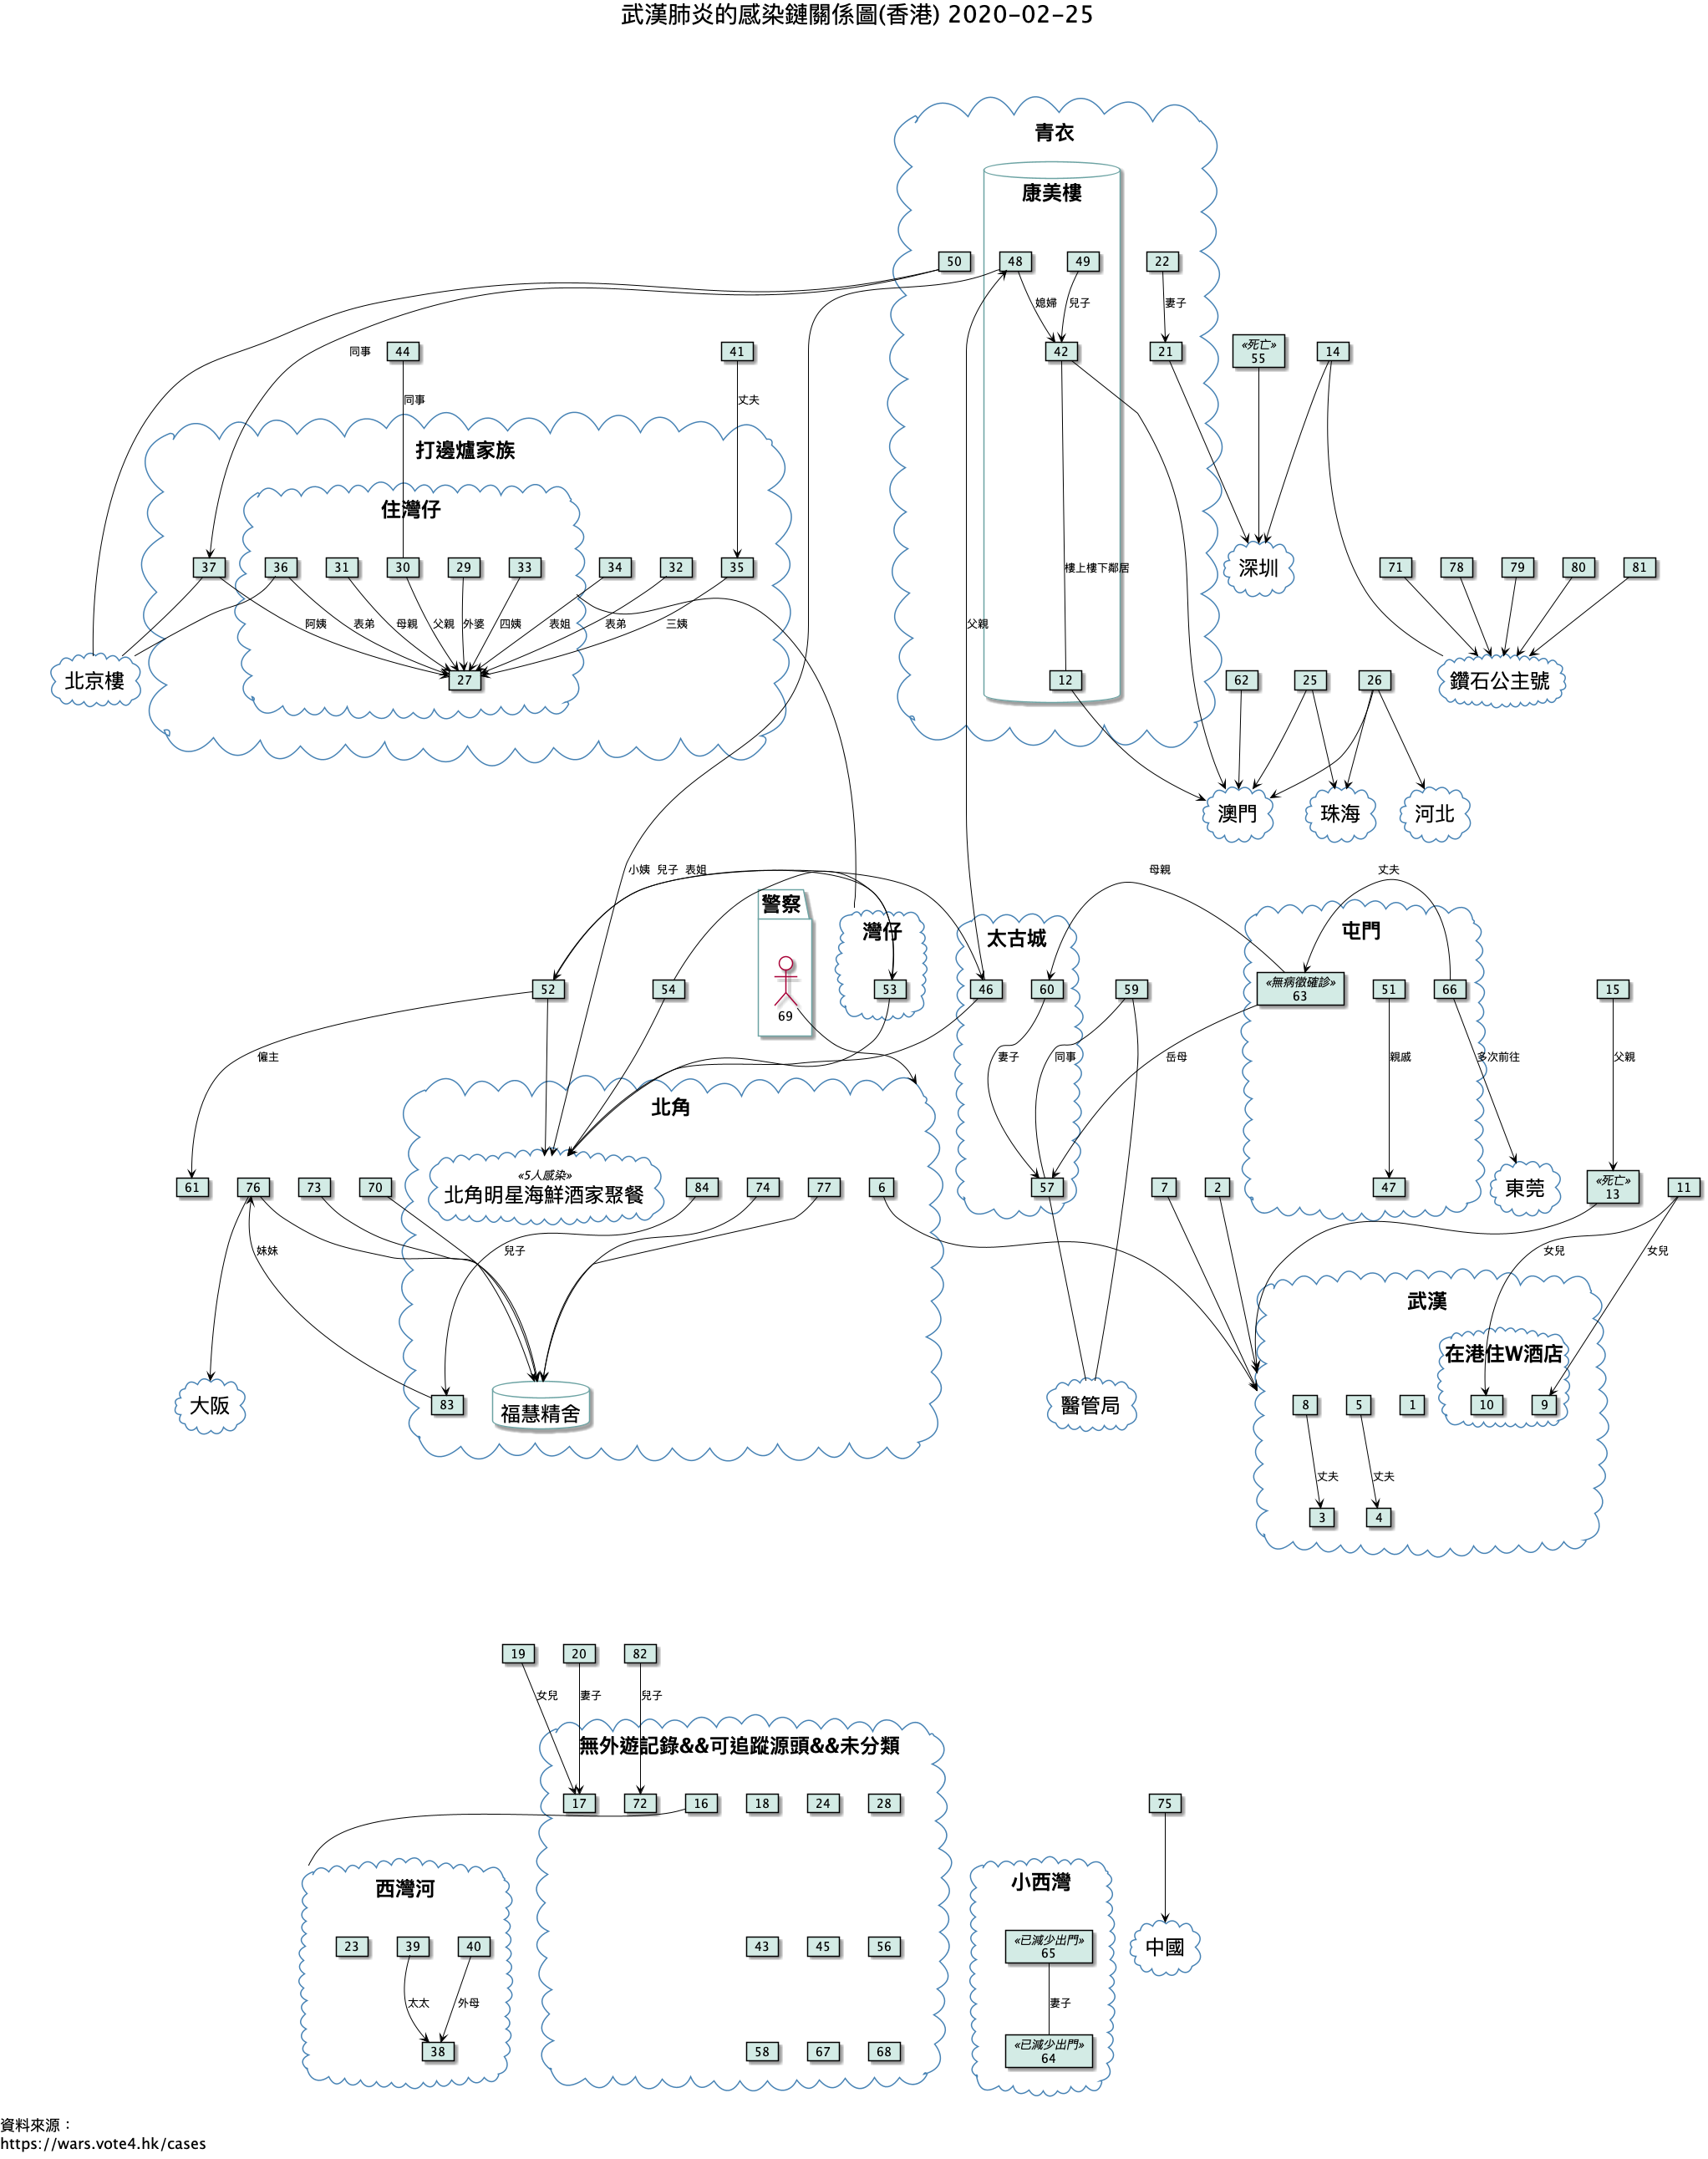 武漢肺炎的感染鏈關係圖(香港) 2020-02-25
青衣
康美樓
50
48
49
22
媳婦
兒子
妻子
同事
44
41
42
21
«死亡»
55
14
同事
丈夫
打邊爐家族
住灣仔
37
36
31
30
29
33
34
32
35
樓上樓下鄰居
深圳
71
78
79
80
81
阿姨
表弟
母親
父親
外婆
四姨
表姐
表弟
三姨
父親
北京樓
27
12
62
25
26
鑽石公主號
澳門
珠海
河北
小姨
兒子
表姐
母親
丈夫
警察
灣仔
太古城
屯門
52
54
69
53
46
60
59
«無病徵確診»
63
51
66
15
僱主
妻子
同事
岳母
親戚
多次前往
父親
北角
61
76
73
70
«5人感染»
北角明星海鮮酒家聚餐
84
74
77
6
57
7
2
47
東莞
«死亡»
13
11
妹妹
兒子
女兒
女兒
武漢
在港住W酒店
大阪
83
福慧精舍
醫管局
8
5
1
10
9
丈夫
丈夫
3
4
19
20
82
女兒
妻子
兒子
無外遊記錄&&可追蹤源頭&&未分類
17
72
16
18
24
28
75
西灣河
小西灣
23
39
40
43
45
56
«已減少出門»
65
中國
太太
外母
妻子
38
58
67
68
«已減少出門»
64
資料來源：
https://wars.vote4.hk/cases